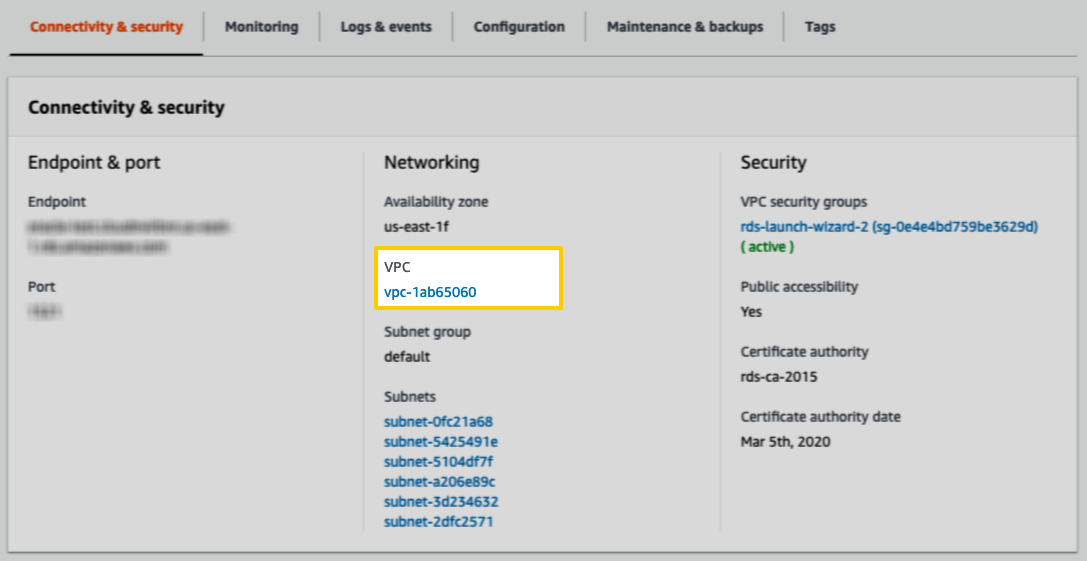 Connectivity & security
Monitoring
Logs & events
Configuration
Maintenance & backups
Tags
Connectivity & security
Endpoint & port
Endpoint
Port
Networking
Availability zone
us-east-1f
VPC
vpc-1ab65060
Subnet group
default
Subnets
subnet-0fc21a68
subnet-5425491e
subnet-5104df7f
subnet-a206e89c
subnet-3d234632
subnet-2dfc2571
Security
VPC security groups
rds-launch-wizard-2 (sg-0e4e4bd759be3629d)
( active )
Public accessibility
Yes
Certificate authority
rds-ca-2015
Certificate authority date
Mar 5th, 2020